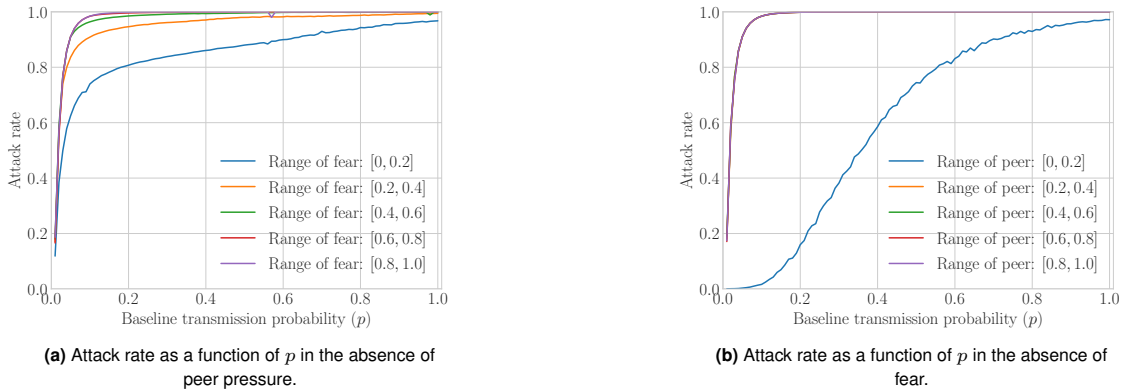 1.0
0.8
0.6
0.4
0.2
0.0
Attack rate
Range of fear: [0, 0.2]
Range of fear: [0.2, 0.4]
Range of fear: [0.4, 0.6]
Range of fear: [0.6, 0.8]
Range of fear: [0.8, 1.0]
0.0 0.2 0.4 0.6 0.8 1.0
Baseline transmission probability (p)
(a) Attack rate as a function of p in the absence of
peer pressure.
1.0
0.8
0.6
0.4
0.2
0.0
Attack rate
Range of peer: [0, 0.2]
Range of peer: [0.2, 0.4]
Range of peer: [0.4, 0.6]
Range of peer: [0.6, 0.8]
Range of peer: [0.8, 1.0]
0.0 0.2 0.4 0.6 0.8 1.0
Baseline transmission probability (p)
(b) Attack rate as a function of p in the absence of
fear.